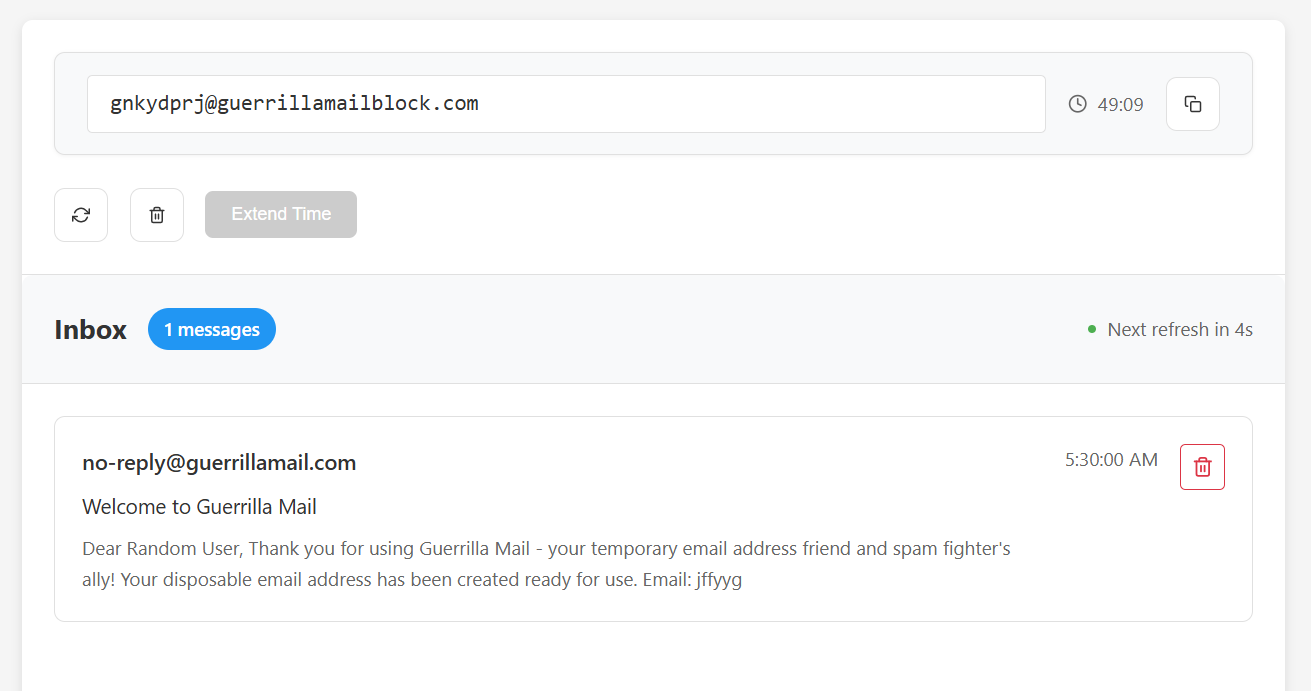 gnkydprj@guerrillamailblock.com
49:09
Extend Time
Inbox
1 messages
Next refresh in 4s
no-reply@guerrillamail.com
5:30:00 AM
Welcome to Guerrilla Mail
Dear Random User, Thank you for using Guerrilla Mail - your temporary email address friend and spam fighter's
ally! Your disposable email address has been created ready for use. Email: jffyyg